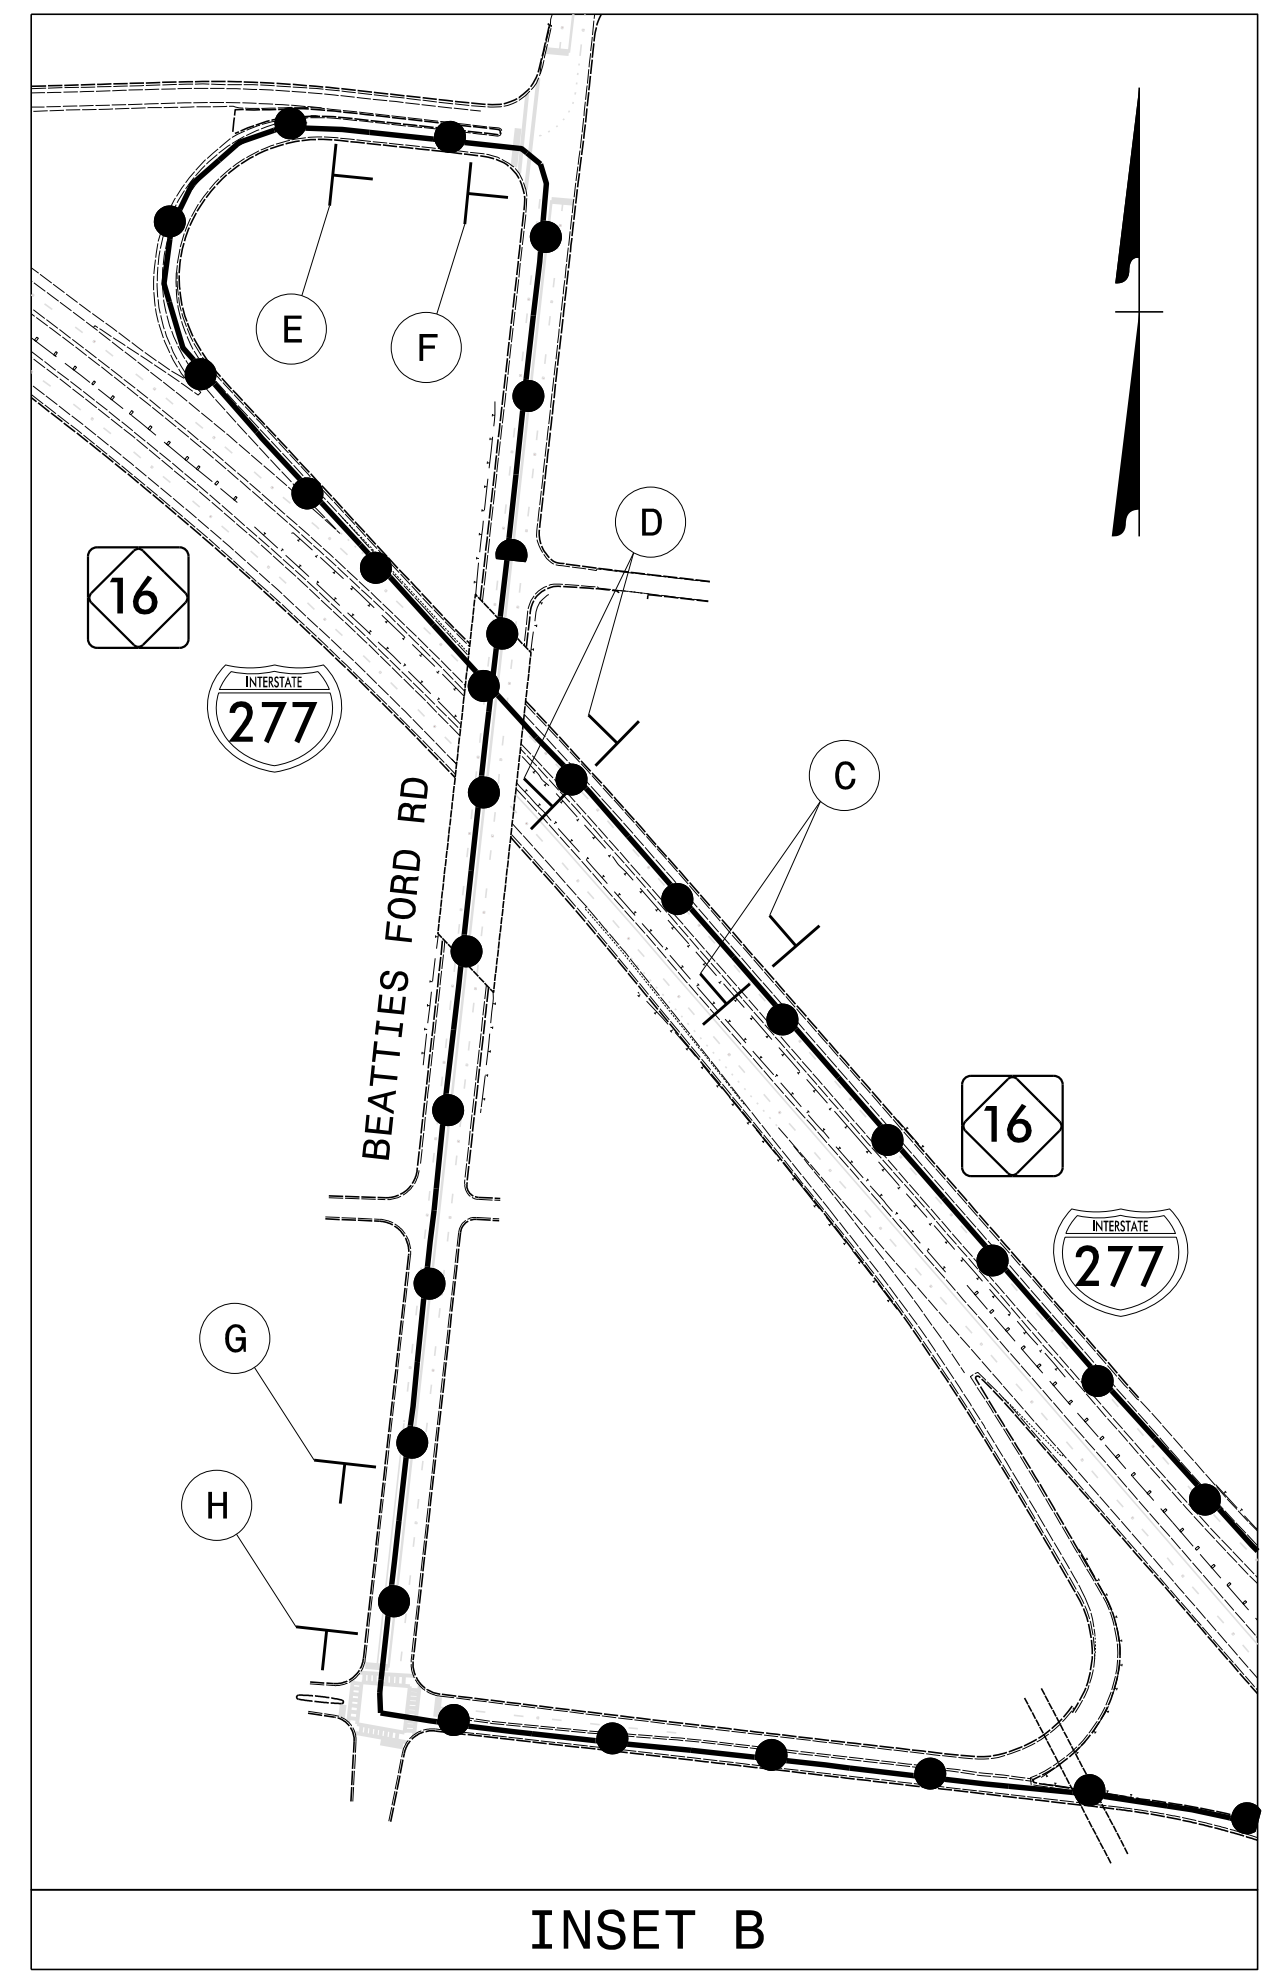 E
F
D
16
INTERSTATE
277
C
BEATTIES FORD RD
16
INTERSTATE
277
G
H
INSET B